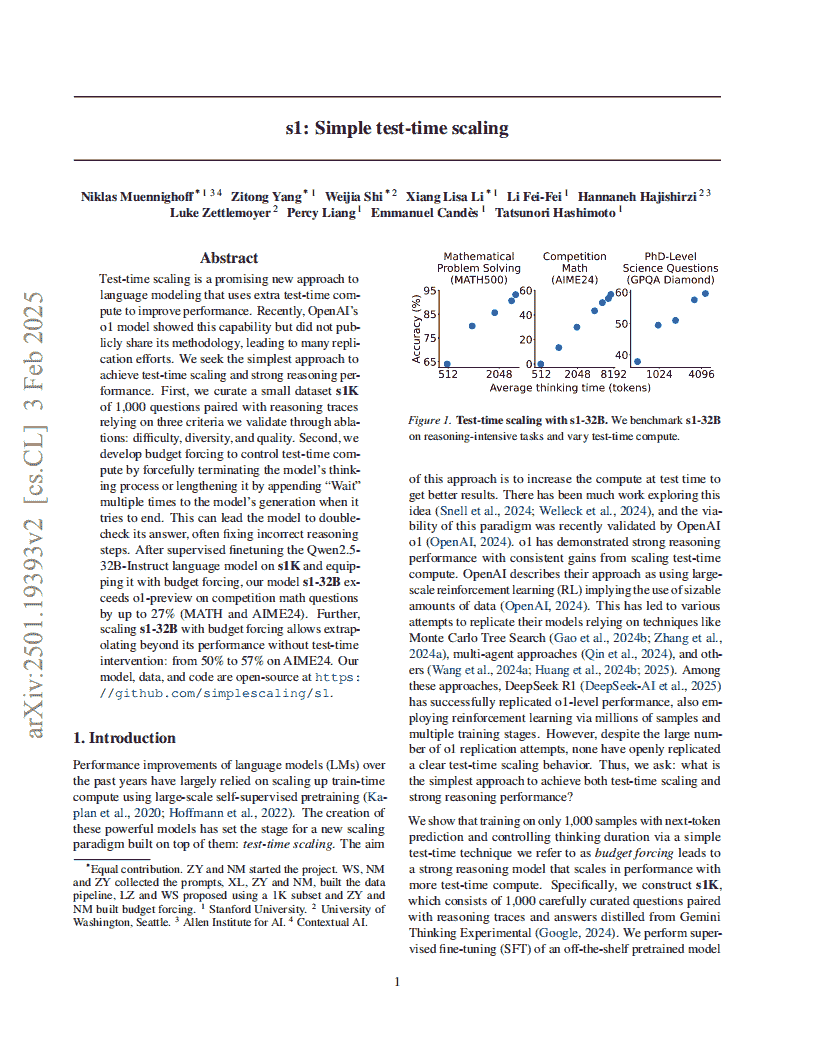 arXiv:2501.19393v2 [cs.CL] 3 Feb 2025
s1: Simple test-time scaling
Niklas Muennighoff * 1 3 4 Zitong Yang * 1 Weijia Shi * 2 Xiang Lisa Li * 1 Li Fei-Fei 1 Hannaneh Hajishirzi 2 3
Luke Zettlemoyer 2 Percy Liang 1 Emmanuel Candès 1 Tatsunori Hashimoto 1
Abstract
Test-time scaling is a promising new approach to
language modeling that uses extra test-time com-
pute to improve performance. Recently, OpenAI's
o1 model showed this capability but did not pub-
licly share its methodology, leading to many repli-
cation efforts. We seek the simplest approach to
achieve test-time scaling and strong reasoning per-
formance. First, we curate a small dataset s1K
of 1,000 questions paired with reasoning traces
relying on three criteria we validate through abla-
tions: difficulty, diversity, and quality. Second, we
develop budget forcing to control test-time com-
pute by forcefully terminating the model's think-
ing process or lengthening it by appending “Wait”
multiple times to the model's generation when it
tries to end. This can lead the model to double-
check its answer, often fixing incorrect reasoning
steps. After supervised finetuning the Qwen2.5-
32B-Instruct language model on s1K and equip-
ping it with budget forcing, our model s1-32B ex-
ceeds o1-preview on competition math questions
by up to 27% (MATH and AIME24). Further,
scaling s1-32B with budget forcing allows extrap-
olating beyond its performance without test-time
intervention: from 50% to 57% on AIME24. Our
model, data, and code are open-source at https:
//github.com/simplescaling/s1.
1. Introduction
Performance improvements of language models (LMs) over
the past years have largely relied on scaling up train-time
compute using large-scale self-supervised pretraining (Ka-
plan et al., 2020; Hoffmann et al., 2022). The creation of
these powerful models has set the stage for a new scaling
paradigm built on top of them: test-time scaling. The aim
*Equal contribution. ZY and NM started the project. WS, NM
and ZY collected the prompts, XL, ZY and NM, built the data
pipeline, LZ and WS proposed using a 1K subset and ZY and
NM built budget forcing. 1 Stanford University. 2 University of
Washington, Seattle. 3 Allen Institute for AI. 4 Contextual AI.
Mathematical
Problem Solving
(MATH500)
Competition
Math
(AIME24)
PhD-Level
Science Questions
(GPQA Diamond)
Accuracy (%)
95
85
75
65
512 2048
60
40
20
0
512 2048 8192
60
50
40
1024 4096
Average thinking time (tokens)
Figure 1. Test-time scaling with s1-32B. We benchmark s1-32B
on reasoning-intensive tasks and vary test-time compute.
of this approach is to increase the compute at test time to
get better results. There has been much work exploring this
idea (Snell et al., 2024; Welleck et al., 2024), and the via-
bility of this paradigm was recently validated by OpenAI
o1 (OpenAI, 2024). o1 has demonstrated strong reasoning
performance with consistent gains from scaling test-time
compute. OpenAI describes their approach as using large-
scale reinforcement learning (RL) implying the use of sizable
amounts of data (OpenAI, 2024). This has led to various
attempts to replicate their models relying on techniques like
Monte Carlo Tree Search (Gao et al., 2024b; Zhang et al.,
2024a), multi-agent approaches (Qin et al., 2024), and oth-
ers (Wang et al., 2024a; Huang et al., 2024b; 2025). Among
these approaches, DeepSeek R1 (DeepSeek-AI et al., 2025)
has successfully replicated o1-level performance, also em-
ploying reinforcement learning via millions of samples and
multiple training stages. However, despite the large num-
ber of o1 replication attempts, none have openly replicated
a clear test-time scaling behavior. Thus, we ask: what is
the simplest approach to achieve both test-time scaling and
strong reasoning performance?
We show that training on only 1,000 samples with next-token
prediction and controlling thinking duration via a simple
test-time technique we refer to as budget forcing leads to
a strong reasoning model that scales in performance with
more test-time compute. Specifically, we construct s1K,
which consists of 1,000 carefully curated questions paired
with reasoning traces and answers distilled from Gemini
Thinking Experimental (Google, 2024). We perform super-
vised fine-tuning (SFT) of an off-the-shelf pretrained model
1